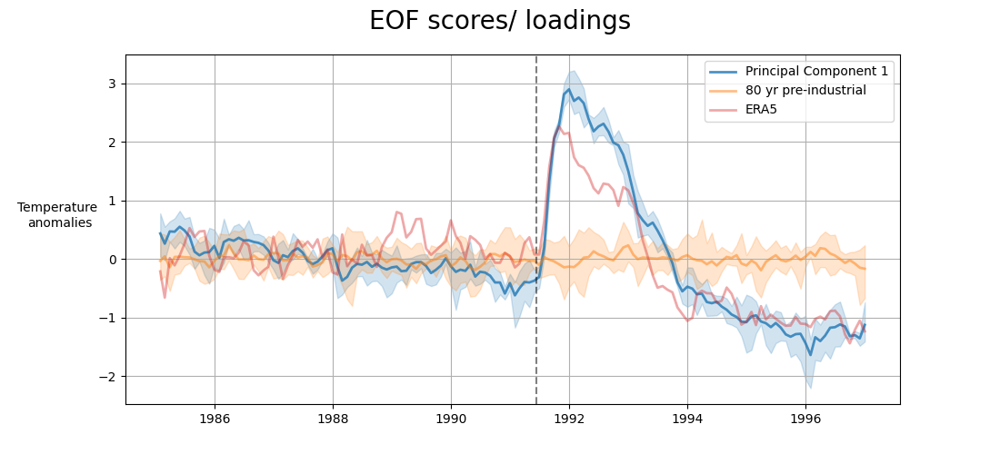 EOF scores/ loadings
Principal Component 1
80 yr pre-industrial
ERA5
3
2
1
0
−1
−2
Temperature
anomalies
1986
1988
1990
1992
1994
1996